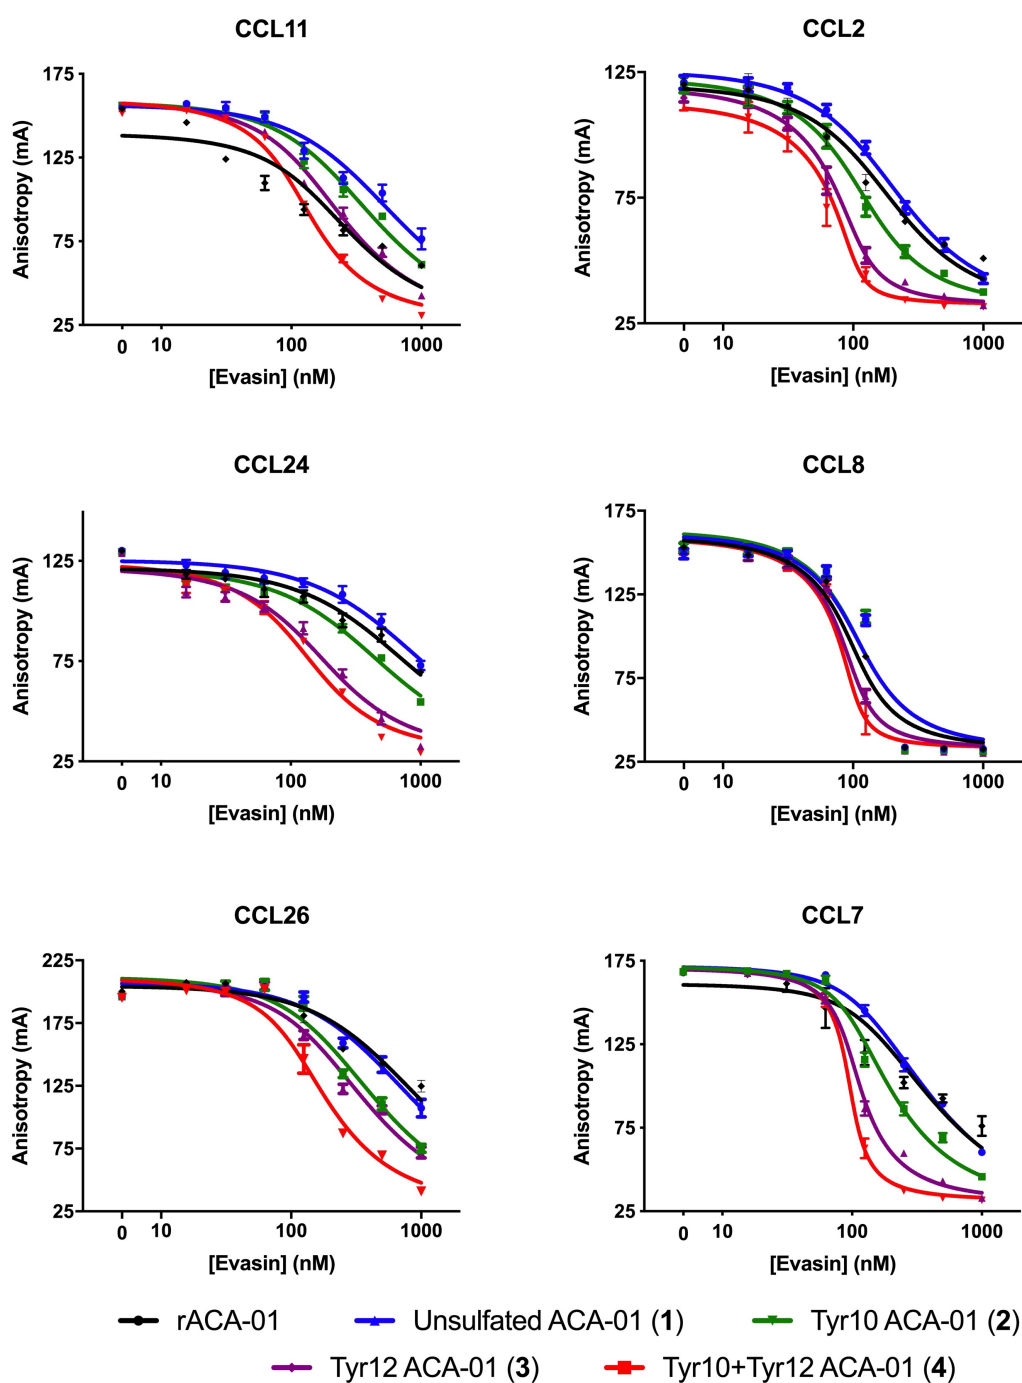 CCL11
Anisotropy (mA)
175
125
75
25
0
10
100
1000
[Evasin] (nM)
CCL2
Anisotropy (mA)
125
75
25
0
10
100
1000
[Evasin] (nM)
CCL24
Anisotropy (mA)
125
75
25
0
10
100
1000
[Evasin] (nM)
CCL8
Anisotropy (mA)
175
125
75
25
0
10
100
1000
[Evasin] (nM)
CCL26
Anisotropy (mA)
225
175
125
75
25
0
10
100
1000
[Evasin] (nM)
CCL7
Anisotropy (mA)
175
125
75
25
0
10
100
1000
[Evasin] (nM)
rACA-01
Unsulfated ACA-01 (1)
Tyr10 ACA-01 (2)
Tyr12 ACA-01 (3)
Tyr10+Tyr12 ACA-01 (4)